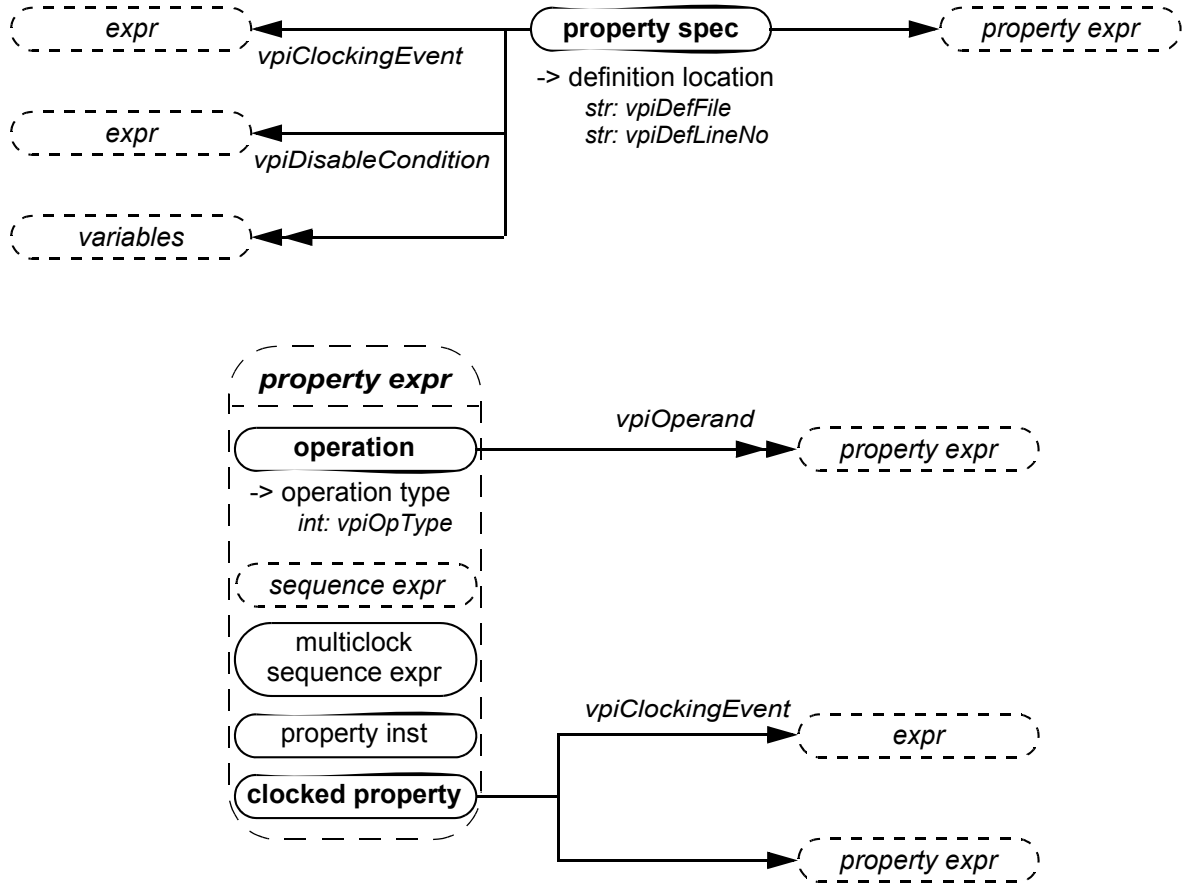 expr
property spec
property expr
vpiClockingEvent
-> definition location
str: vpiDefFile
str: vpiDefLineNo
expr
vpiDisableCondition
variables
property expr
operation
vpiOperand
property expr
-> operation type
int: vpiOpType
sequence expr
multiclock
sequence expr
property inst
vpiClockingEvent
expr
clocked property
property expr